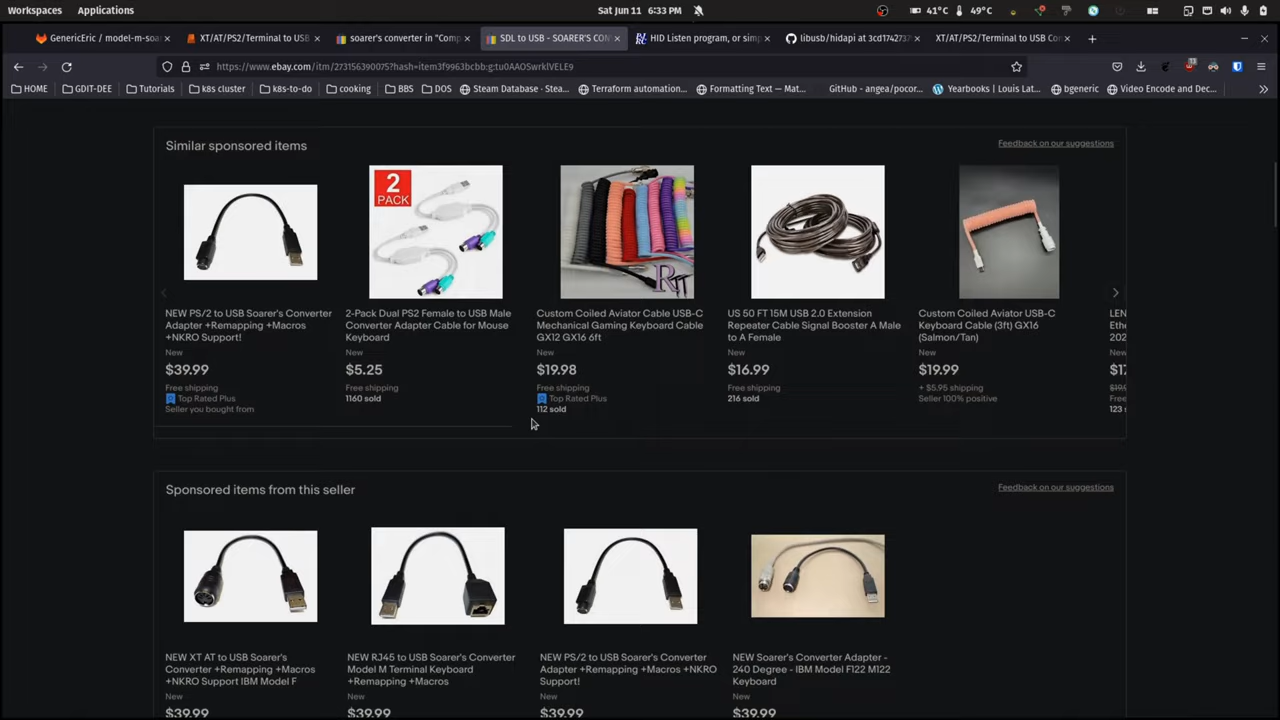 Workspaces Applications Sat Jun 11 6:33 PM 41°C 49°C
GenericEric / model-m-soa XT/AT/PS2/Terminal to USB soarer's converter in "Comp SDL to USB - SOARER'S CON HID Listen program, or simp libusb/hidapi at 3cd1742737 XT/AT/PS2/Terminal to USB Con
https://www.ebay.com/itm/273156390075?hash=item3f9963bcbb:g:tu0AAOSwrklVELE9
HOME GDIT-DEE Tutorials k8s cluster k8s-to-do cooking BBS DOS Steam Database - Stea... Terraform automation... Formatting Text — Mat... GitHub - angea/pocor... Yearbooks | Louis Lat... bgeneric Video Encode and Dec...
Similar sponsored items
Feedback on our suggestions
2
PACK
NEW PS/2 to USB Soarer's Converter
Adapter +Remapping +Macros
+NKRO Support!
New
$39.99
Free shipping
Top Rated Plus
Seller you bought from
2-Pack Dual PS2 Female to USB Male
Converter Adapter Cable for Mouse
Keyboard
New
$5.25
Free shipping
1160 sold
Custom Coiled Aviator Cable USB-C
Mechanical Gaming Keyboard Cable
GX12 GX16 6ft
New
$19.98
Free shipping
Top Rated Plus
112 sold
US 50 FT 15M USB 2.0 Extension
Repeater Cable Signal Booster A Male
to A Female
New
$16.99
Free shipping
216 sold
Custom Coiled Aviator USB-C
Keyboard Cable (3ft) GX16
(Salmon/Tan)
New
$19.99
+ $5.95 shipping
Seller 100% positive
LEN
Ethe
202
New
Free
123 s
Sponsored items from this seller
Feedback on our suggestions
NEW XT AT to USB Soarer's
Converter +Remapping +Macros
+NKRO Support IBM Model F
New
$39.99
NEW RJ45 to USB Soarer's Converter
Model M Terminal Keyboard
+Remapping +Macros
New
$39.99
NEW PS/2 to USB Soarer's Converter
Adapter +Remapping +Macros +NKRO
Support!
New
$39.99
NEW Soarer's Converter Adapter -
240 Degree - IBM Model F122 M122
Keyboard
New
$39.99